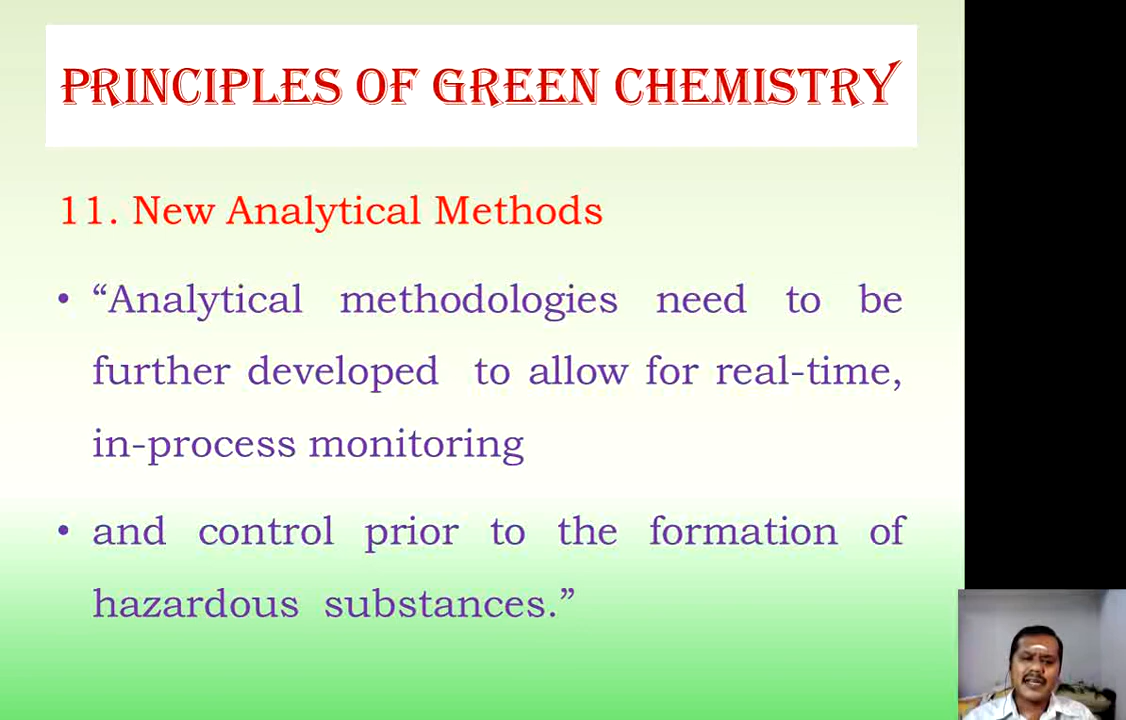 PRINCIPLES OF GREEN CHEMISTRY
11. New Analytical Methods
• “Analytical methodologies need to be
further developed to allow for real-time,
in-process monitoring
• and control prior to the formation of
hazardous substances.”